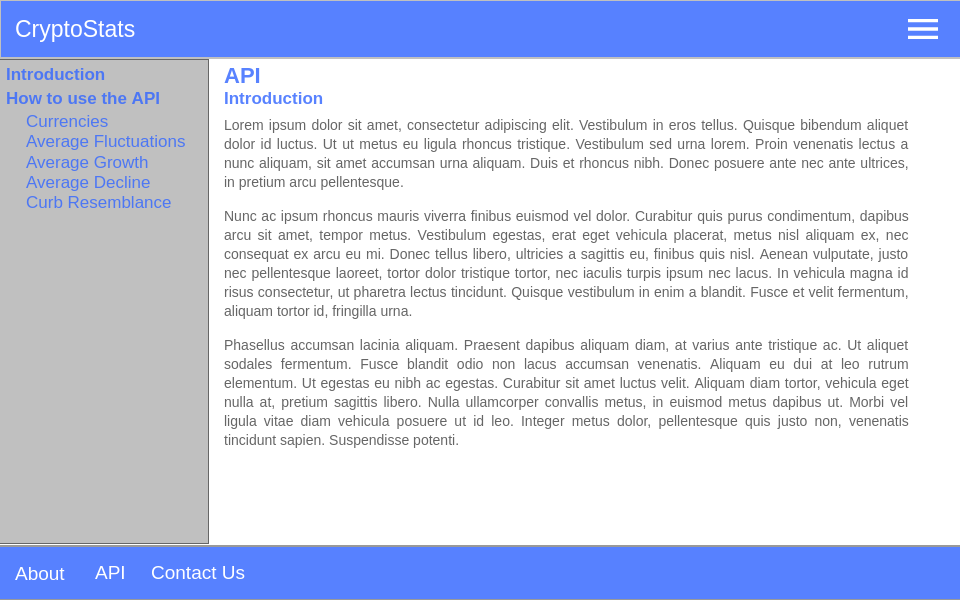 CryptoStats
Introduction
How to use the API
Currencies
Average Fluctuations
Average Growth
Average Decline
Curb Resemblance
API
Introduction
Lorem ipsum dolor sit amet, consectetur adipiscing elit. Vestibulum in eros tellus. Quisque bibendum aliquet
dolor id luctus. Ut ut metus eu ligula rhoncus tristique. Vestibulum sed urna lorem. Proin venenatis lectus a
nunc aliquam, sit amet accumsan urna aliquam. Duis et rhoncus nibh. Donec posuere ante nec ante ultrices,
in pretium arcu pellentesque.
Nunc ac ipsum rhoncus mauris viverra finibus euismod vel dolor. Curabitur quis purus condimentum, dapibus
arcu sit amet, tempor metus. Vestibulum egestas, erat eget vehicula placerat, metus nisl aliquam ex, nec
consequat ex arcu eu mi. Donec tellus libero, ultricies a sagittis eu, finibus quis nisl. Aenean vulputate, justo
nec pellentesque laoreet, tortor dolor tristique tortor, nec iaculis turpis ipsum nec lacus. In vehicula magna id
risus consectetur, ut pharetra lectus tincidunt. Quisque vestibulum in enim a blandit. Fusce et velit fermentum,
aliquam tortor id, fringilla urna.
Phasellus accumsan lacinia aliquam. Praesent dapibus aliquam diam, at varius ante tristique ac. Ut aliquet
sodales fermentum. Fusce blandit odio non lacus accumsan venenatis. Aliquam eu dui at leo rutrum
elementum. Ut egestas eu nibh ac egestas. Curabitur sit amet luctus velit. Aliquam diam tortor, vehicula eget
nulla at, pretium sagittis libero. Nulla ullamcorper convallis metus, in euismod metus dapibus ut. Morbi vel
ligula vitae diam vehicula posuere ut id leo. Integer metus dolor, pellentesque quis justo non, venenatis
tincidunt sapien. Suspendisse potenti.
About API Contact Us